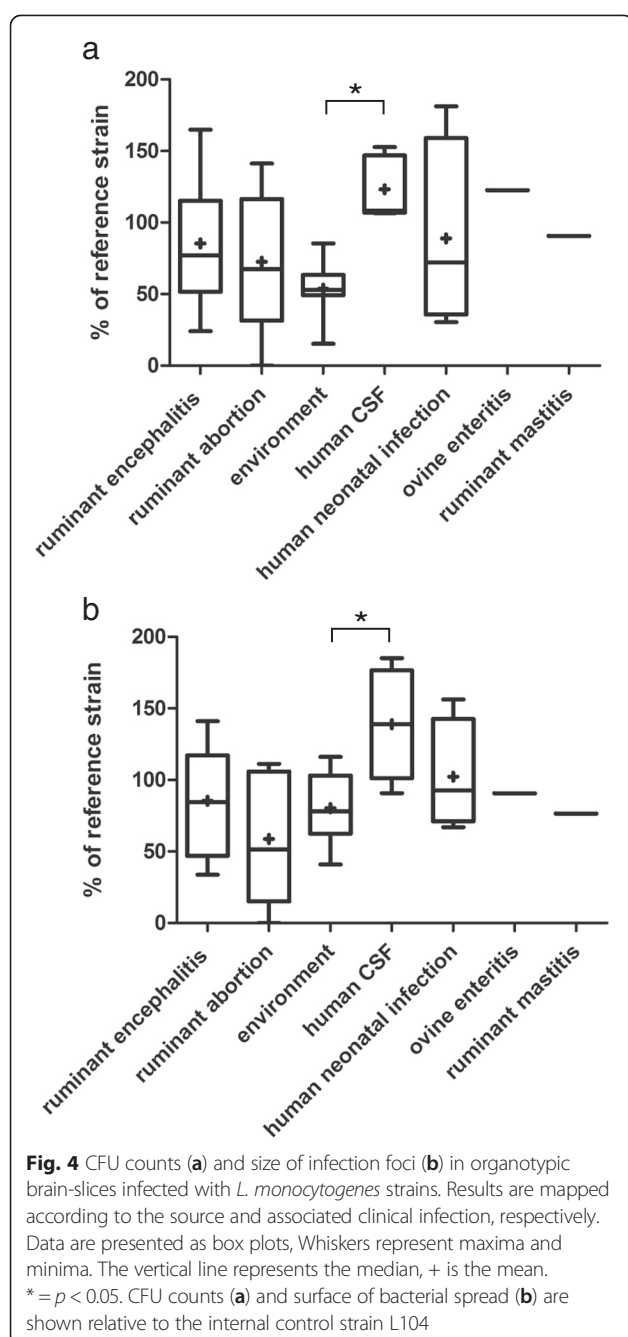 a
*
200
150
100
50
0
% of reference strain
ruminant encephalitis
ruminant abortion
environment
human CSF
human neonatal infection
ovine enteritis
ruminant mastitis
b
*
200
150
100
50
0
% of reference strain
ruminant encephalitis
ruminant abortion
environment
human CSF
human neonatal infection
ovine enteritis
ruminant mastitis
Fig. 4 CFU counts (a) and size of infection foci (b) in organotypic
brain-slices infected with L. monocytogenes strains. Results are mapped
according to the source and associated clinical infection, respectively.
Data are presented as box plots, Whiskers represent maxima and
minima. The vertical line represents the median, + is the mean.
* = p < 0.05. CFU counts (a) and surface of bacterial spread (b) are
shown relative to the internal control strain L104